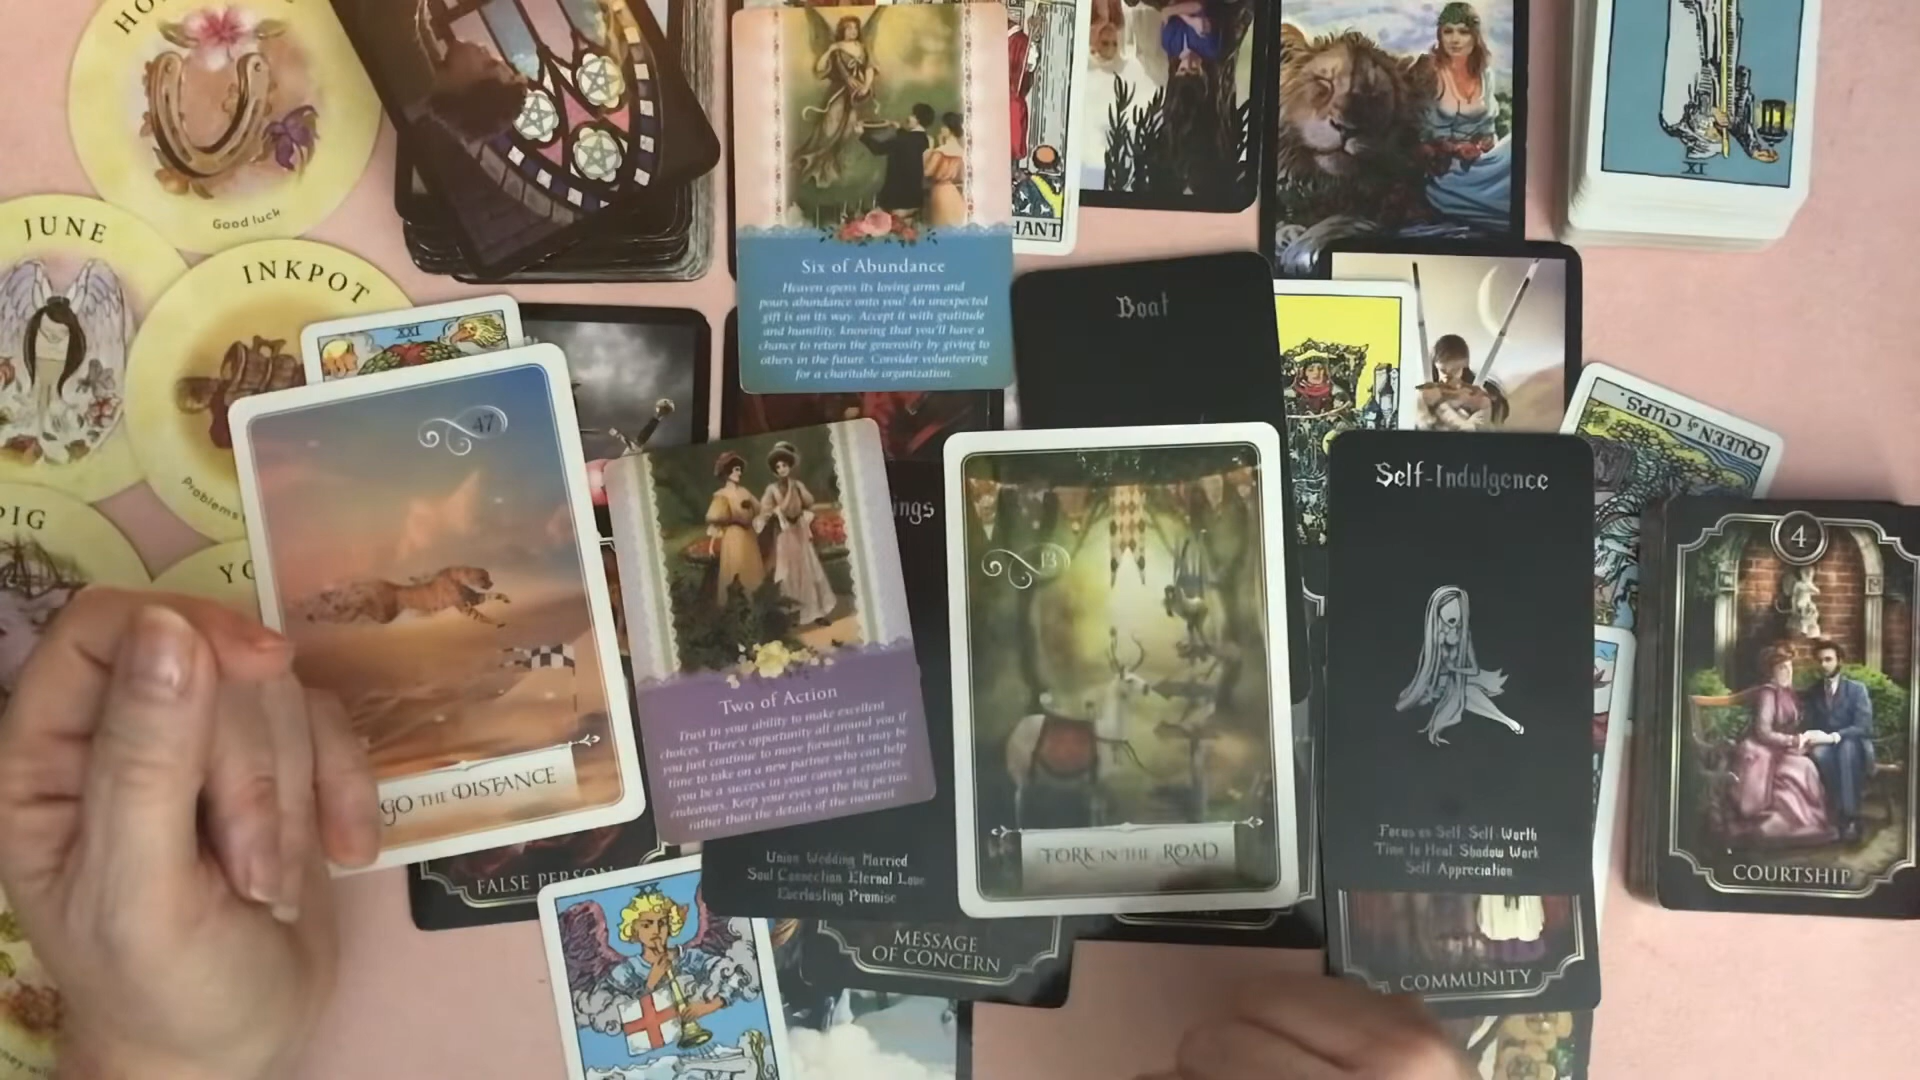 Good luck
JUNE
INKPOT
Problems
XXI
Six of Abundance
Heaven opens its loving arms and
pours abundance onto you! An unexpected
gift is on its way. Accept it with gratitude
and humility, knowing that you'll have a
chance to return the generosity by giving to
others in the future. Consider volunteering
for a charitable organization.
HANT
Boat
XI
QUEEN of CUPS.
47
GO THE DISTANCE
Two of Action
Trust in your ability to make excellent
choices. There's opportunity all around you if
you just continue to move forward. It may be
time to take on a new partner who can help
you be a success in your career or creative
endeavors. Keep your eyes on the big picture
rather than the details of the moment.
ings
Union Wedding Married
Soul Connection Eternal Love
Everlasting Promise
13
FORK IN THE ROAD
Self-Indulgence
Focus on Self, Self-Worth
Time to Heal, Shadow Work
Self Appreciation
4
COURTSHIP
FALSE PERSON
XX
MESSAGE
OF CONCERN
COMMUNITY